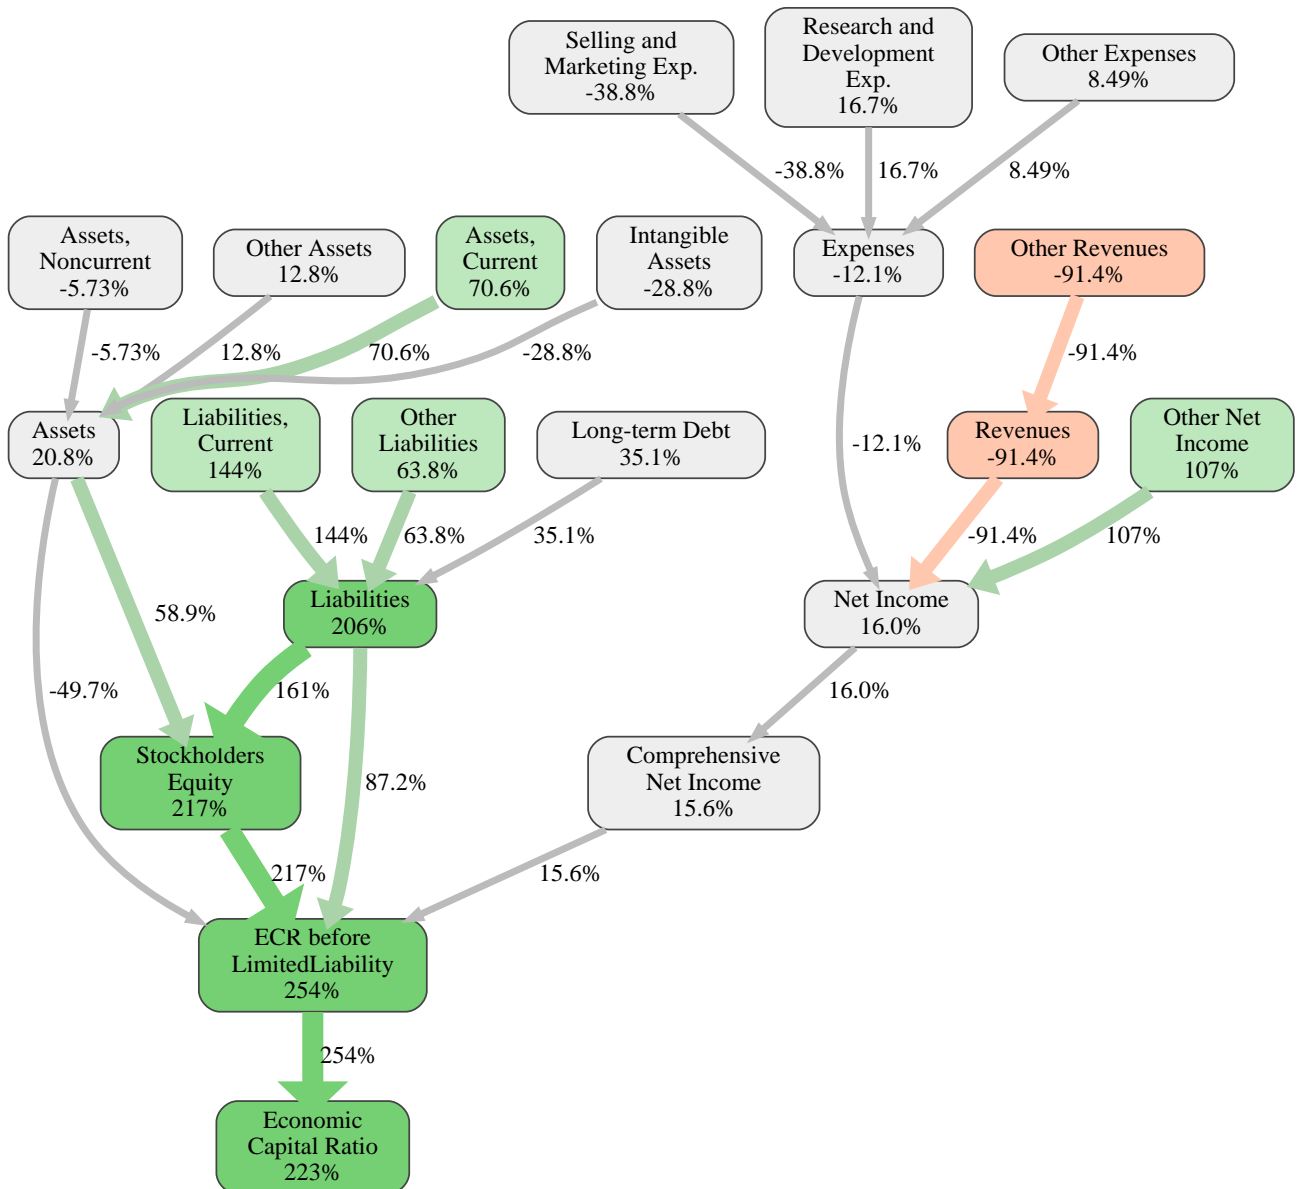 Selling and
Marketing Exp.
-38.8%
Research and
Development
Exp.
16.7%
Other Expenses
8.49%
-38.8%
16.7%
8.49%
Assets,
Noncurrent
-5.73%
Other Assets
12.8%
Assets,
Current
70.6%
Intangible
Assets
-28.8%
Expenses
-12.1%
Other Revenues
-91.4%
-5.73%
12.8%
70.6%
-28.8%
-91.4%
Assets
20.8%
Liabilities,
Current
144%
Other
Liabilities
63.8%
Long-term Debt
35.1%
-12.1%
Revenues
-91.4%
Other Net
Income
107%
144%
63.8%
35.1%
-91.4%
107%
58.9%
Liabilities
206%
Net Income
16.0%
-49.7%
161%
16.0%
Stockholders
Equity
217%
87.2%
Comprehensive
Net Income
15.6%
217%
15.6%
ECR before
LimitedLiability
254%
254%
Economic
Capital Ratio
223%